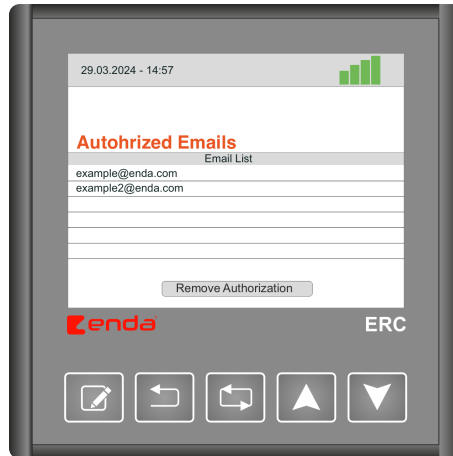 29.03.2024 - 14:57
Autohrized Emails
Email List
example@enda.com
example2@enda.com
Remove Authorization
enda
ERC